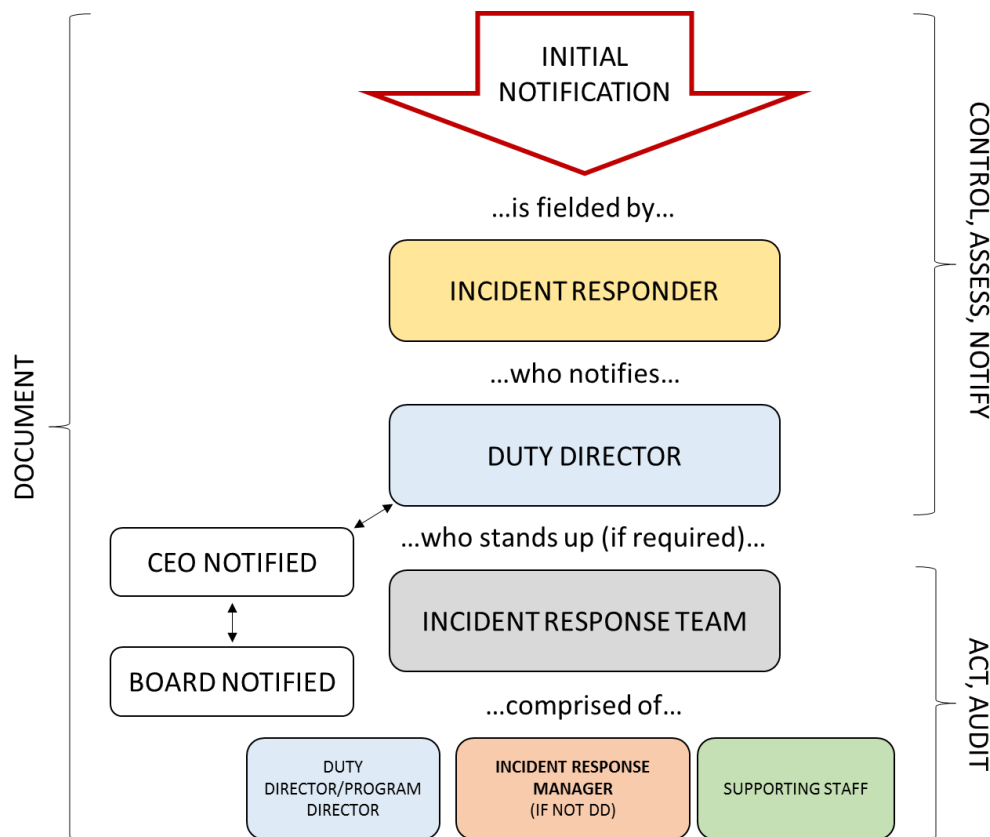 INITIAL
NOTIFICATION
...is fielded by...
INCIDENT RESPONDER
...who notifies...
DUTY DIRECTOR
...who stands up (if required)...
CEO NOTIFIED
BOARD NOTIFIED
INCIDENT RESPONSE TEAM
...comprised of...
DUTY
DIRECTOR/PROGRAM
DIRECTOR
INCIDENT RESPONSE
MANAGER
(IF NOT DD)
SUPPORTING STAFF
DOCUMENT
CONTROL, ASSESS, NOTIFY
ACT, AUDIT